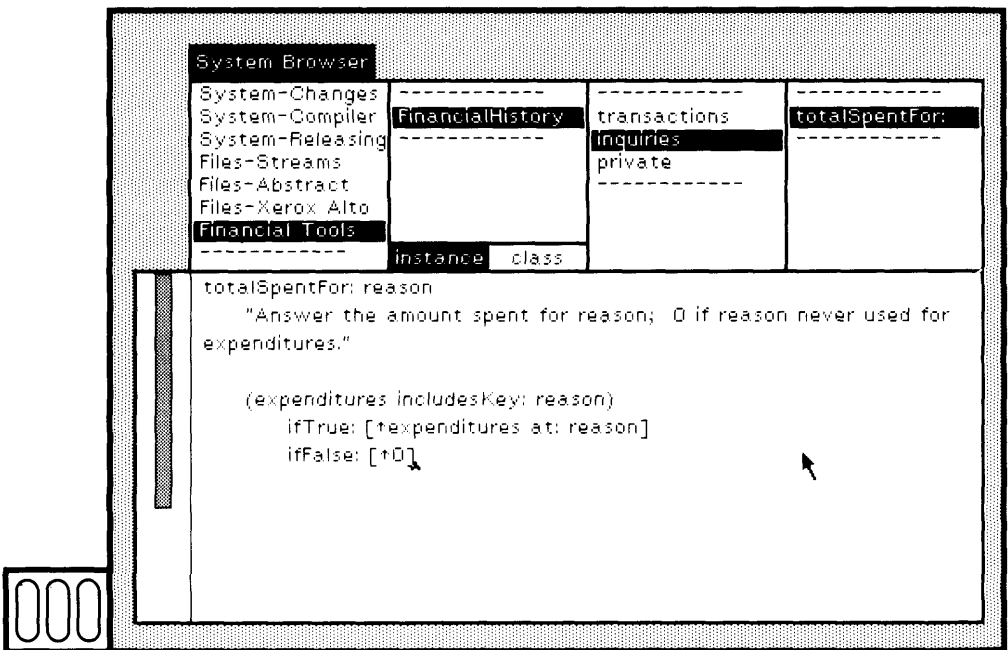 System Browser
System-Changes
System-Compiler
System-Releasing
Files-Streams
Files-Abstract
Files-Xerox Alto
Financial Tools
------------
------------
FinancialHistory
------------
instance class
------------
transactions
inquiries
private
------------
------------
totalSpentFor:
------------
totalSpentFor: reason
"Answer the amount spent for reason; 0 if reason never used for
expenditures."
(expenditures includesKey: reason)
ifTrue: [↑expenditures at: reason]
ifFalse: [↑0]